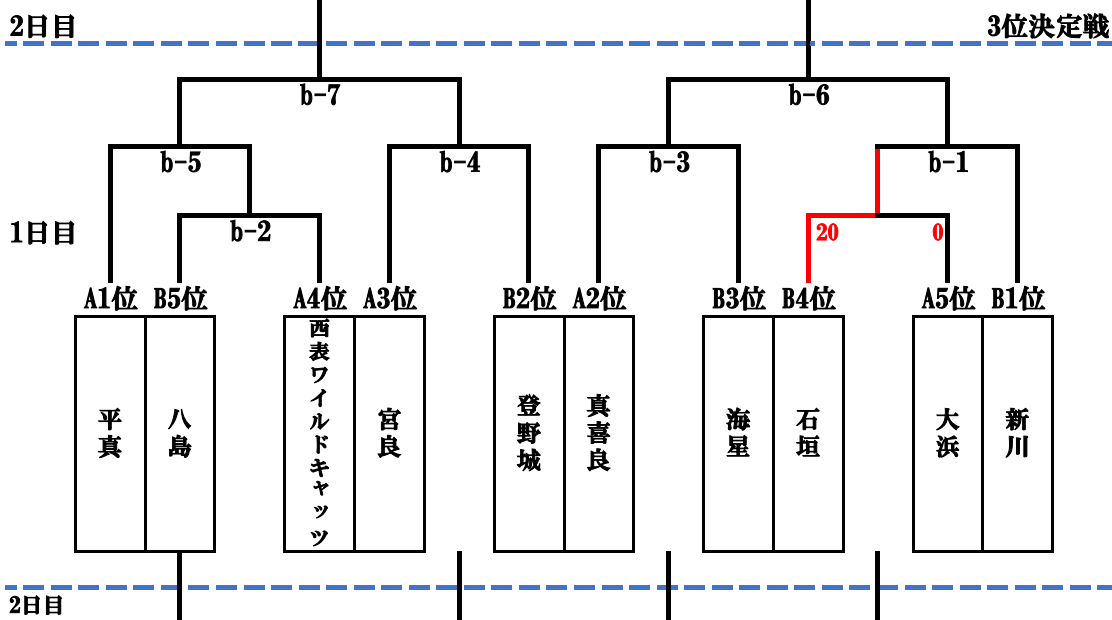 2日目
3位決定戦
b-7
b-6
b-5
b-4
b-3
b-1
1日目
b-2
20
0
A1位
B5位
A4位
A3位
B2位
A2位
B3位
B4位
A5位
B1位
平真
八島
西表ワイルドキャッツ
宮良
登野城
真喜良
海星
石垣
大浜
新川
2日目